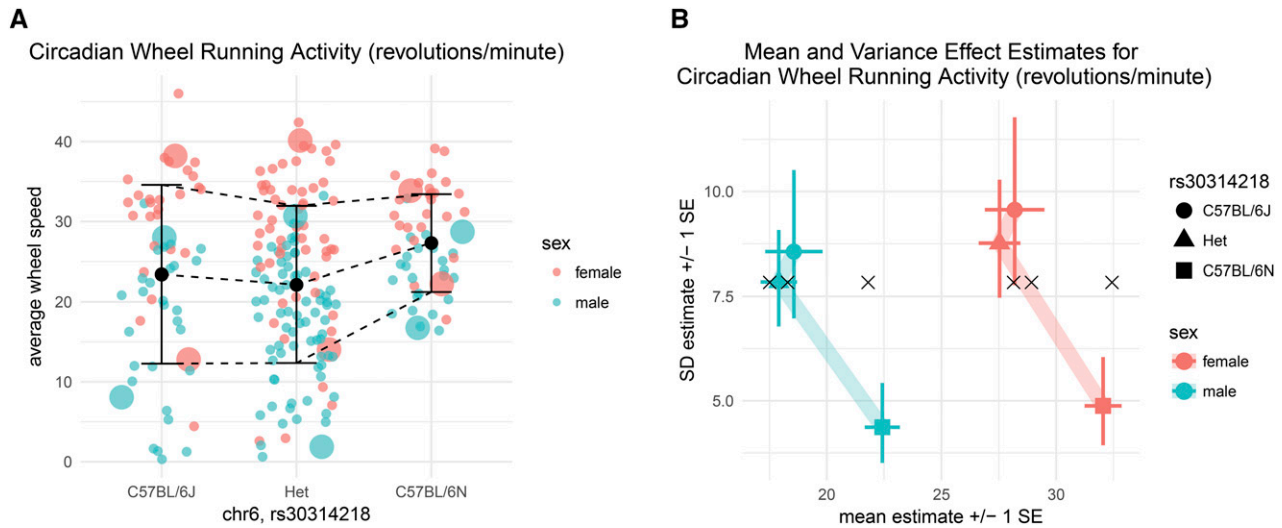 A
Circadian Wheel Running Activity (revolutions/minute)
average wheel speed
40
30
20
10
0
C57BL/6J
Het
C57BL/6N
chr6, rs30314218
sex
female
male
B
Mean and Variance Effect Estimates for
Circadian Wheel Running Activity (revolutions/minute)
SD estimate +/− 1 SE
10.0
7.5
5.0
20
25
30
mean estimate +/− 1 SE
rs30314218
C57BL/6J
Het
C57BL/6N
sex
female
male